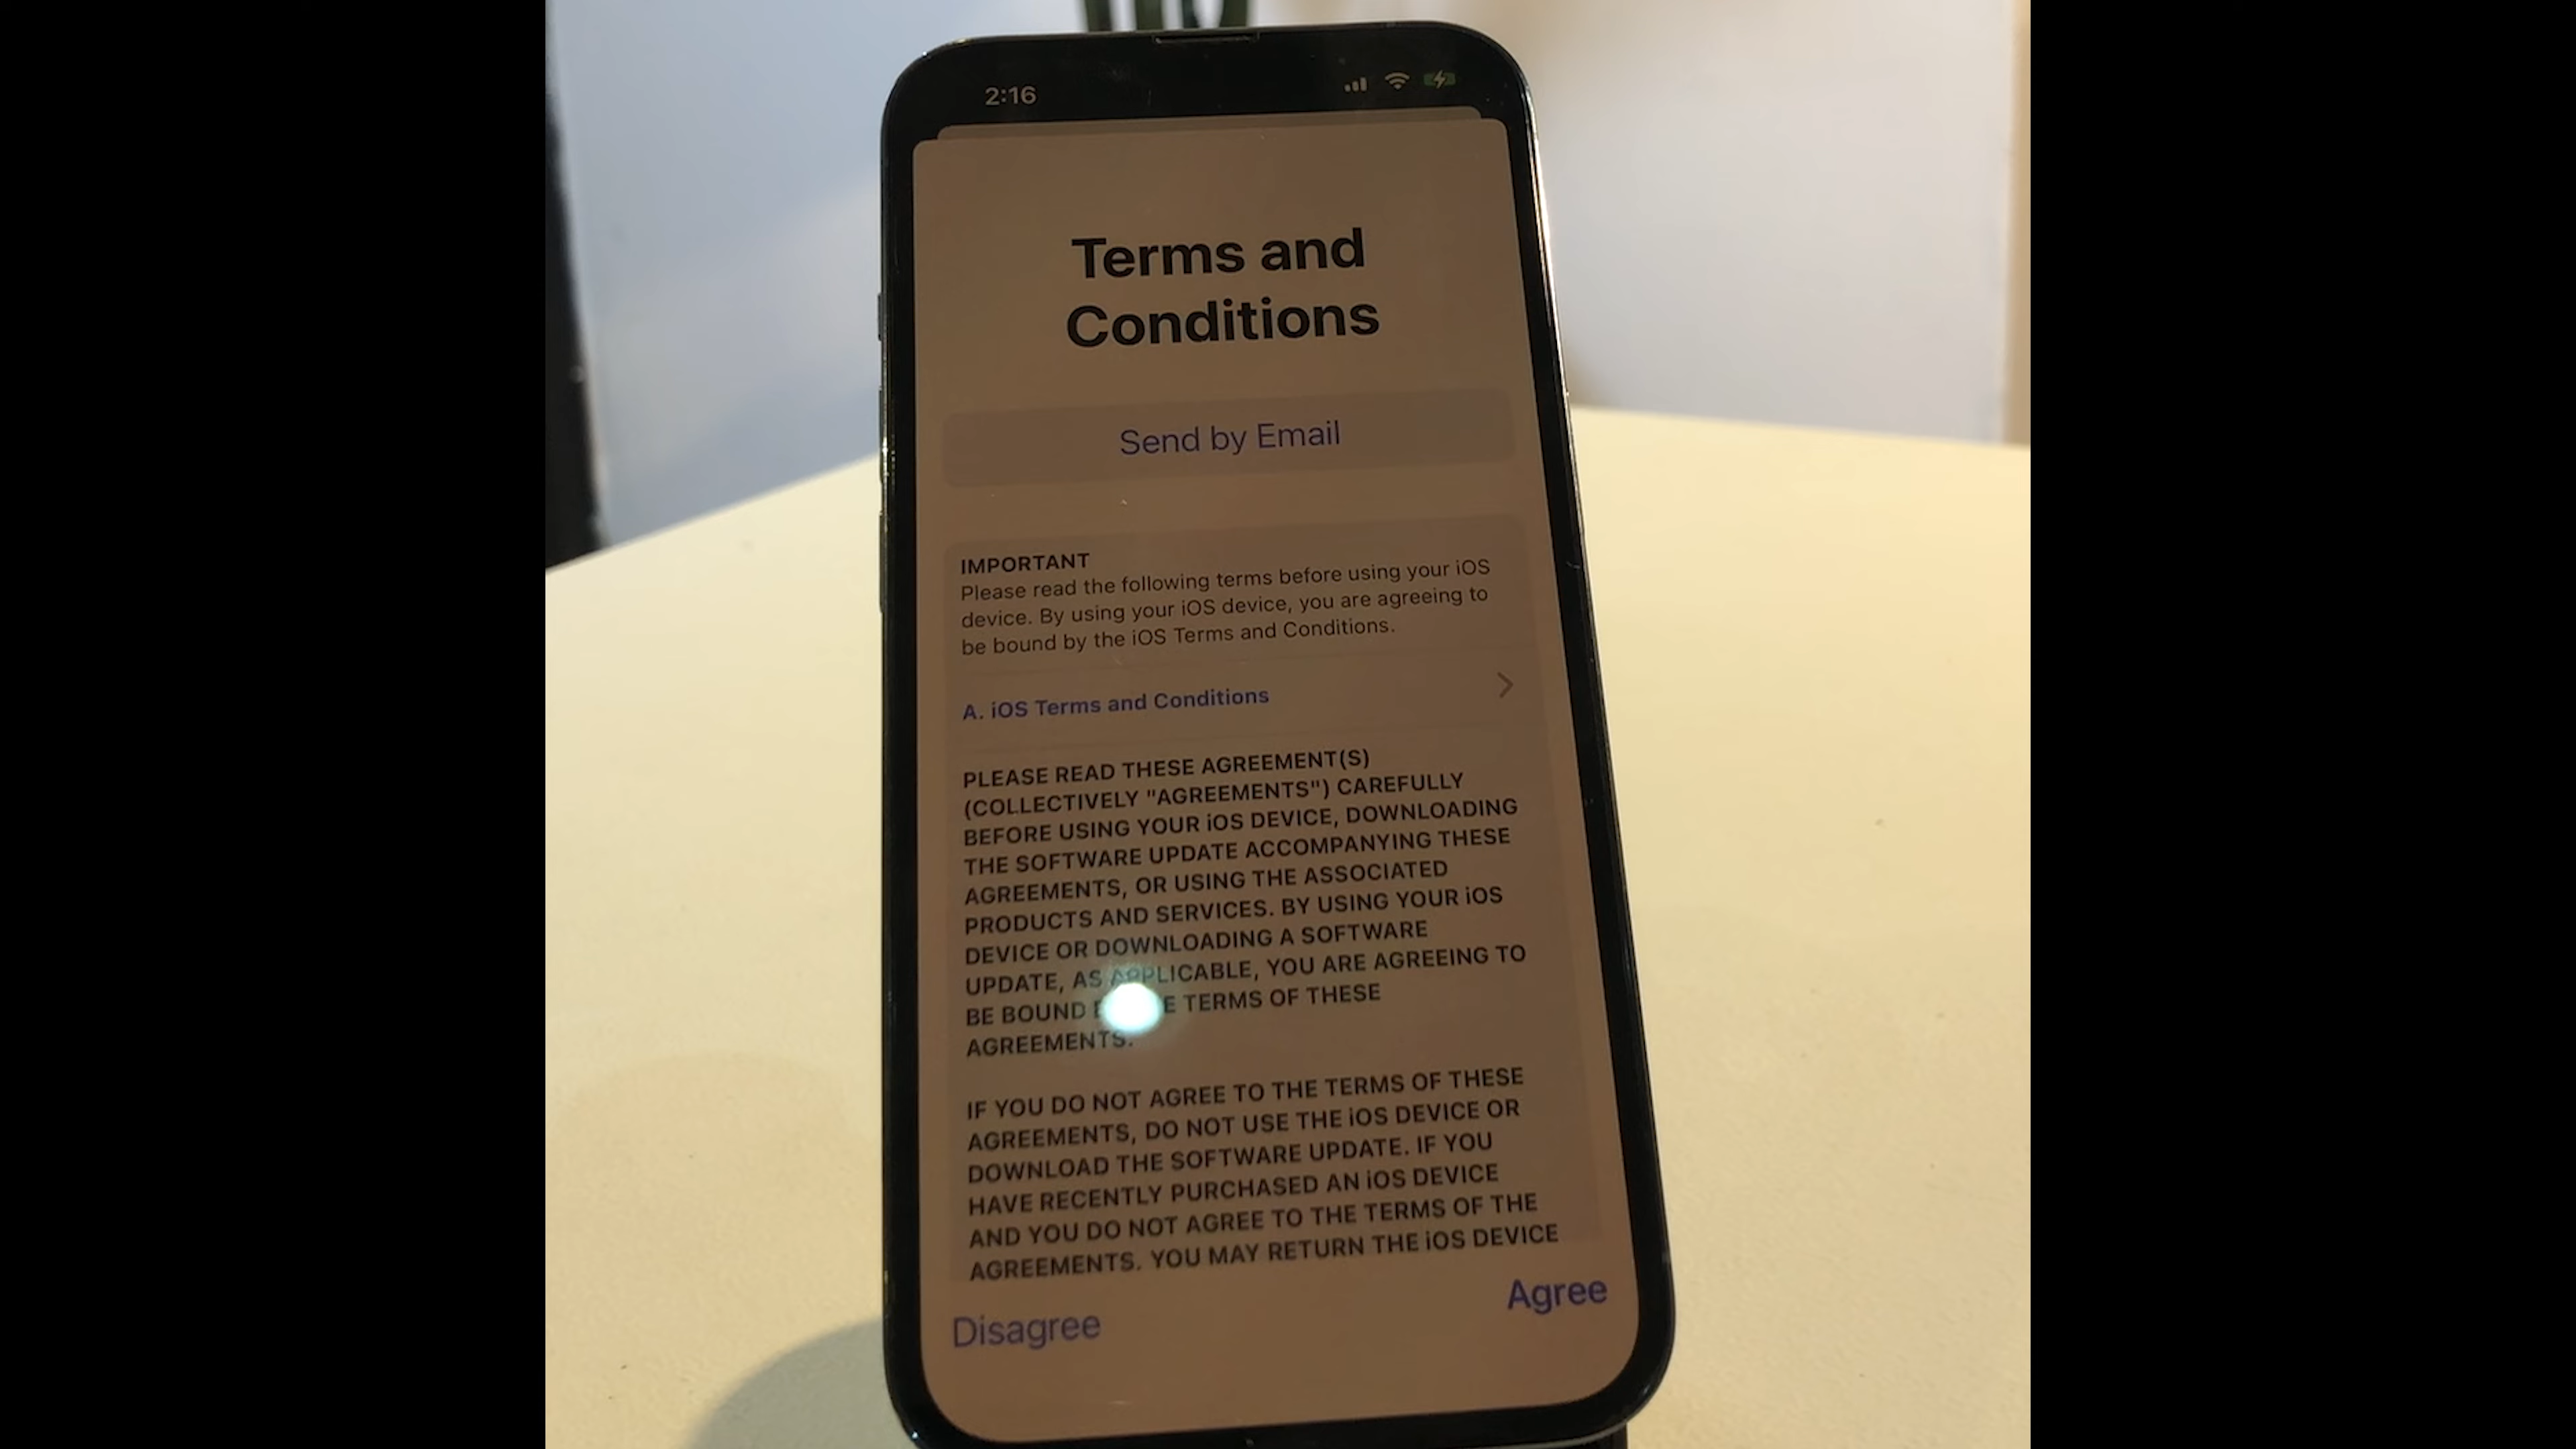 2:16
Terms and
Conditions
Send by Email
IMPORTANT
Please read the following terms before using your iOS
device. By using your iOS device, you are agreeing to
be bound by the iOS Terms and Conditions.
A. iOS Terms and Conditions
PLEASE READ THESE AGREEMENT(S)
(COLLECTIVELY "AGREEMENTS") CAREFULLY
BEFORE USING YOUR iOS DEVICE, DOWNLOADING
THE SOFTWARE UPDATE ACCOMPANYING THESE
AGREEMENTS, OR USING THE ASSOCIATED
PRODUCTS AND SERVICES. BY USING YOUR iOS
DEVICE OR DOWNLOADING A SOFTWARE
UPDATE, AS APPLICABLE, YOU ARE AGREEING TO
BE BOUND TERMS OF THESE
AGREEMENTS.
IF YOU DO NOT AGREE TO THE TERMS OF THESE
AGREEMENTS, DO NOT USE THE iOS DEVICE OR
DOWNLOAD THE SOFTWARE UPDATE. IF YOU
HAVE RECENTLY PURCHASED AN iOS DEVICE
AND YOU DO NOT AGREE TO THE TERMS OF THE
AGREEMENTS. YOU MAY RETURN THE iOS DEVICE
Disagree
Agree